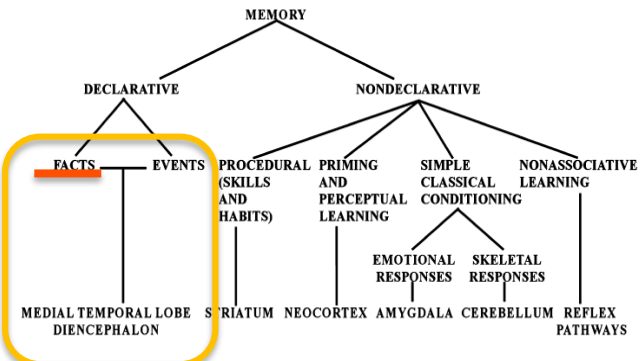 MEMORY
DECLARATIVE
NONDECLARATIVE
FACTS
EVENTS
PROCEDURAL
(SKILLS
AND
HABITS)
PRIMING
AND
PERCEPTUAL
LEARNING
SIMPLE
CLASSICAL
CONDITIONING
NONASSOCIATIVE
LEARNING
EMOTIONAL
RESPONSES
SKELETAL
RESPONSES
MEDIAL TEMPORAL LOBE
DIENCEPHALON
STRIATUM
NEOCORTEX
AMYGDALA
CEREBELLUM
REFLEX
PATHWAYS